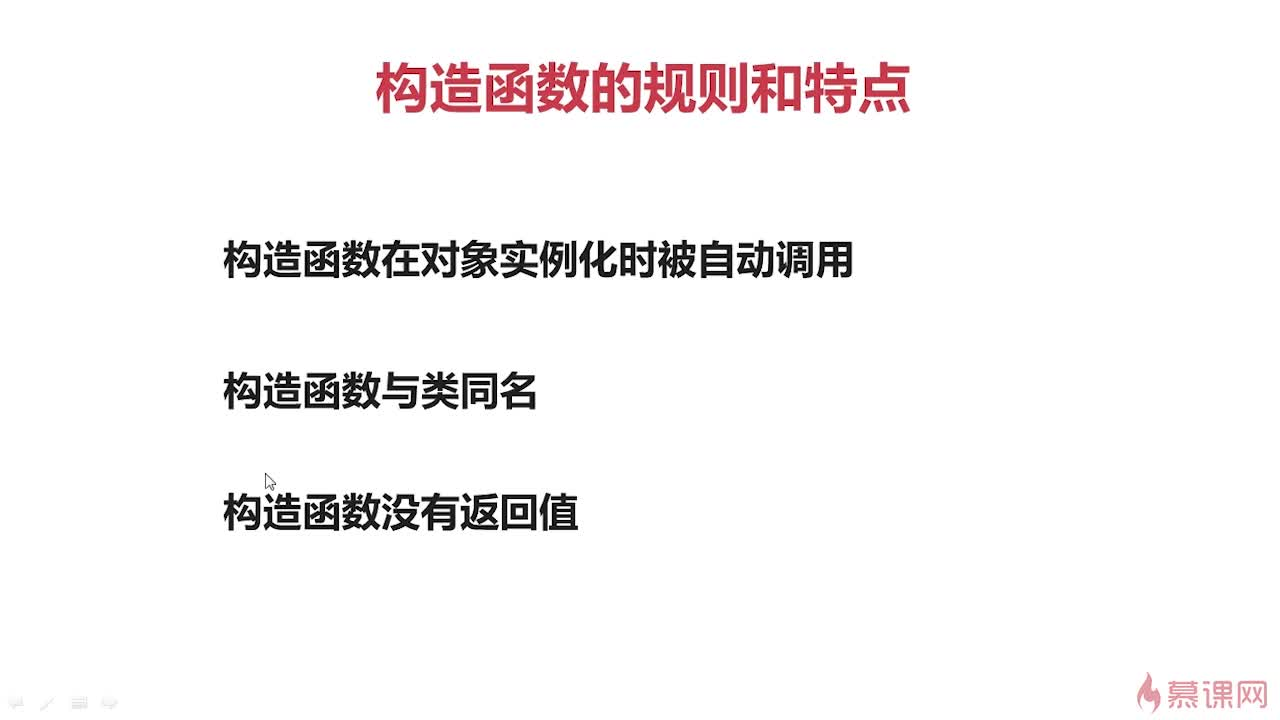 构造函数的规则和特点
构造函数在对象实例化时被自动调用
构造函数与类同名
构造函数没有返回值
慕课网